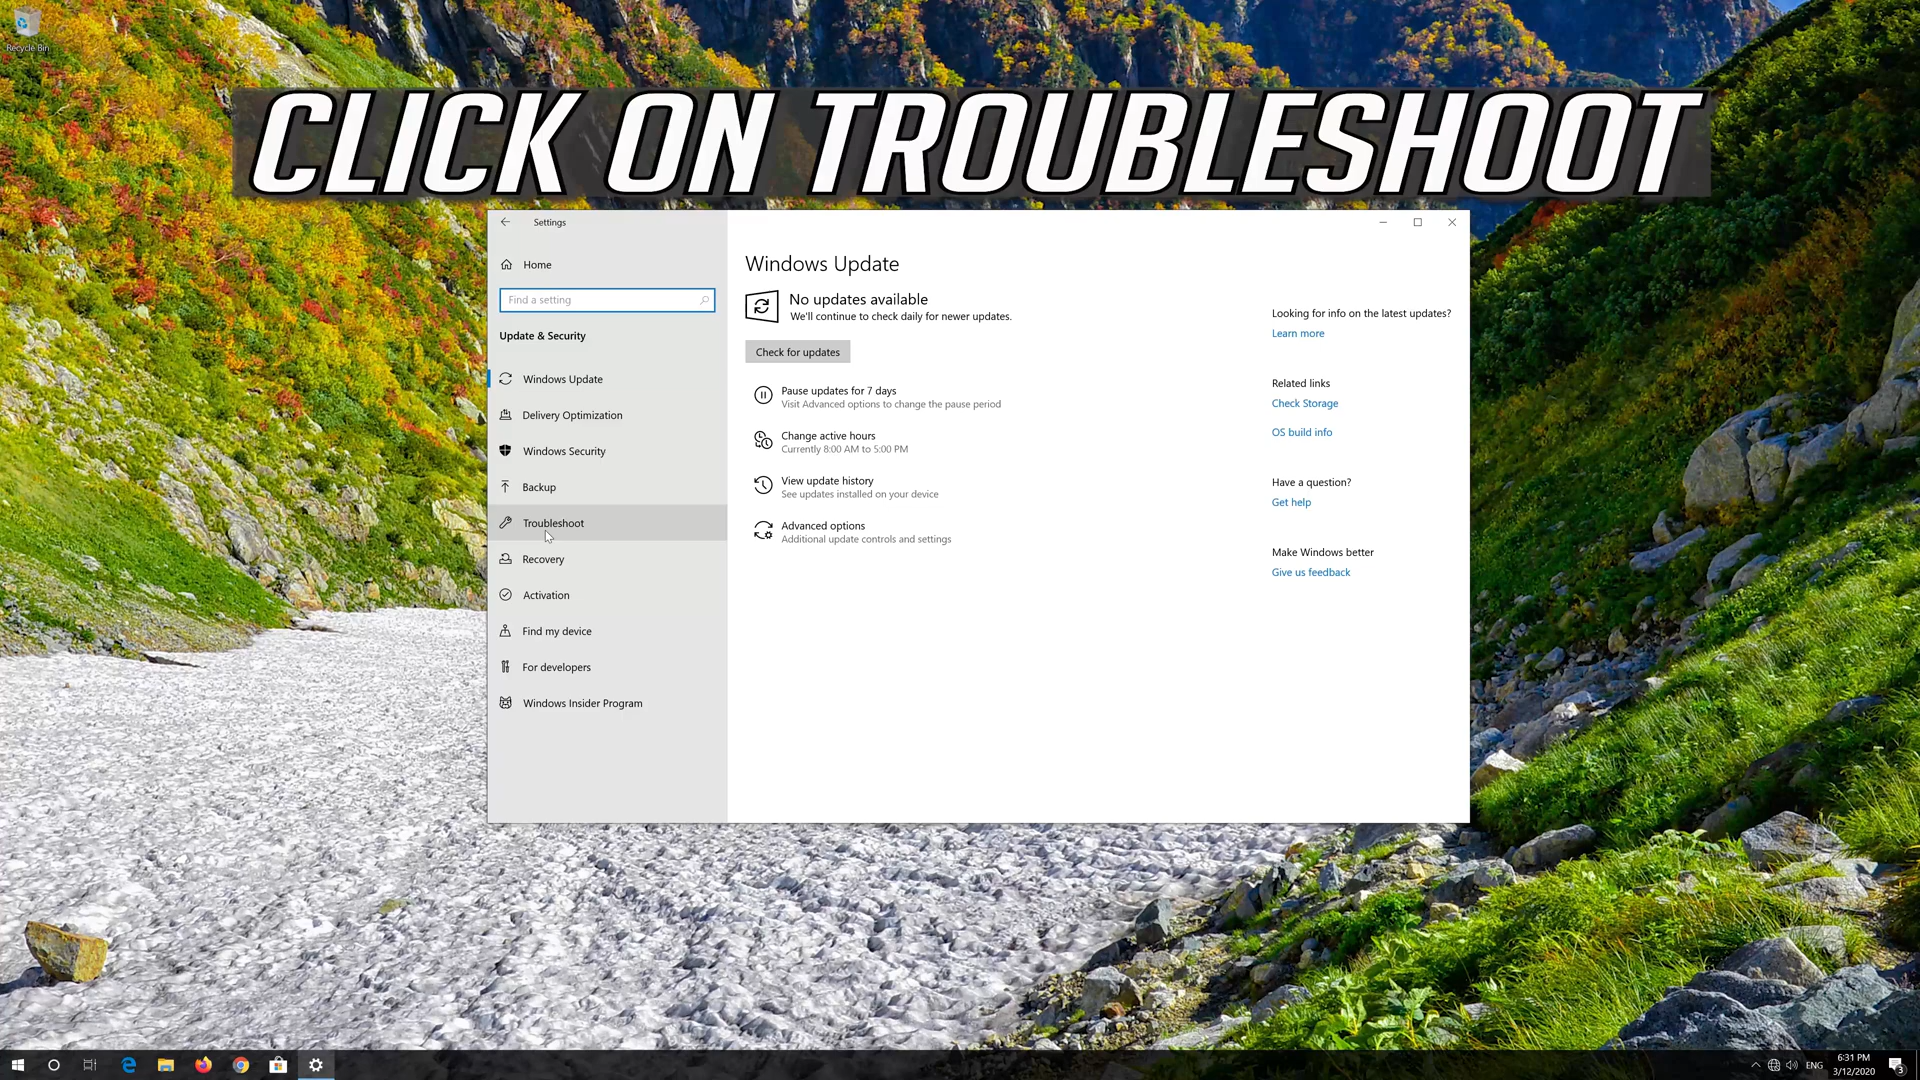 Recycle Bin
CLICK ON TROUBLESHOOT
Settings
Home
Find a setting
Update & Security
Windows Update
Delivery Optimization
Windows Security
Backup
Troubleshoot
Recovery
Activation
Find my device
For developers
Windows Insider Program
Windows Update
No updates available
We'll continue to check daily for newer updates.
Check for updates
Pause updates for 7 days
Visit Advanced options to change the pause period
Change active hours
Currently 8:00 AM to 5:00 PM
View update history
See updates installed on your device
Advanced options
Additional update controls and settings
Looking for info on the latest updates?
Learn more
Related links
Check Storage
OS build info
Have a question?
Get help
Make Windows better
Give us feedback
ENG
6:31 PM
3/12/2020
3